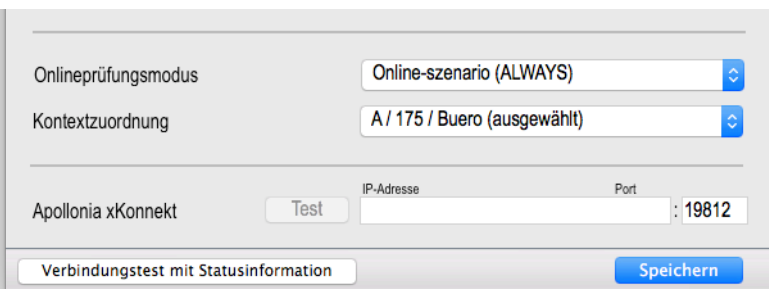 Onlineprüfungsmodus Online-szenario (ALWAYS)
Kontextzuordnung A / 175 / Buero (ausgewählt)
IP-Adresse Port
Apollonia xKonnekt Test : 19812
Verbindungstest mit Statusinformation Speichern